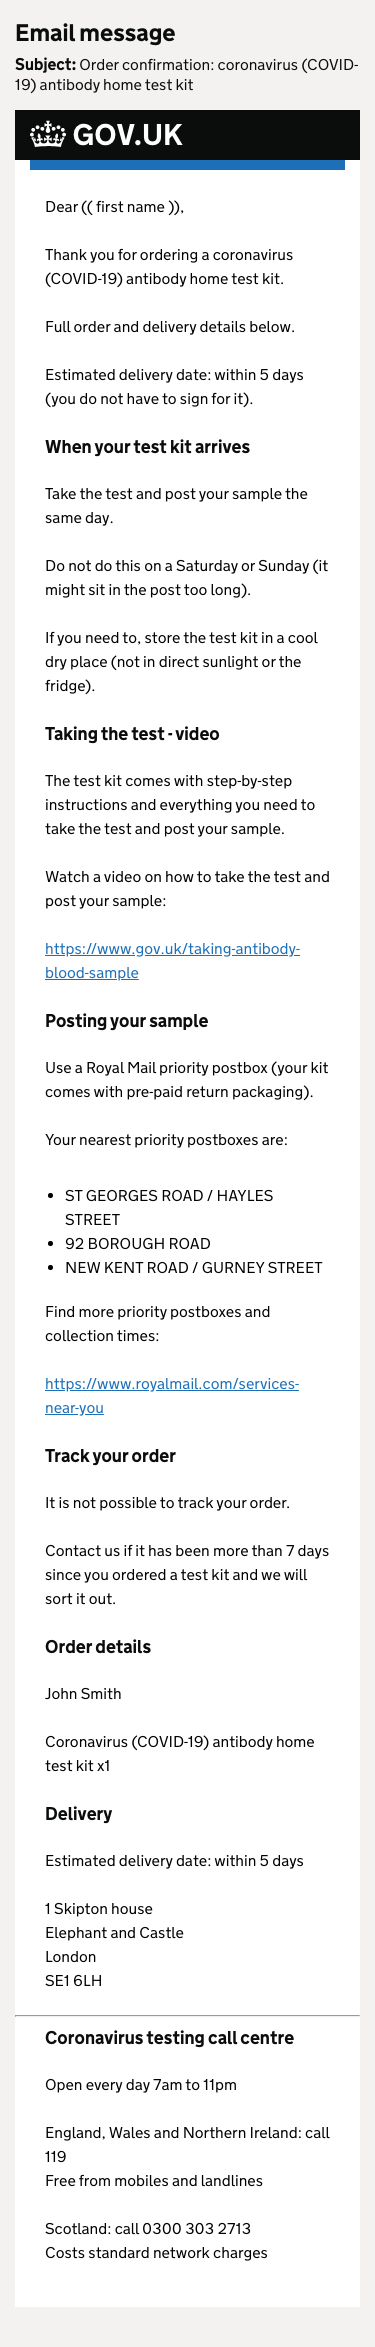 Email message
Subject: Order confirmation: coronavirus (COVID-
19) antibody home test kit
GOV.UK
Dear (( first name )),
Thank you for ordering a coronavirus
(COVID-19) antibody home test kit.
Full order and delivery details below.
Estimated delivery date: within 5 days
(you do not have to sign for it).
When your test kit arrives
Take the test and post your sample the
same day.
Do not do this on a Saturday or Sunday (it
might sit in the post too long).
If you need to, store the test kit in a cool
dry place (not in direct sunlight or the
fridge).
Taking the test - video
The test kit comes with step-by-step
instructions and everything you need to
take the test and post your sample.
Watch a video on how to take the test and
post your sample:
https://www.gov.uk/taking-antibody-
blood-sample
Posting your sample
Use a Royal Mail priority postbox (your kit
comes with pre-paid return packaging).
Your nearest priority postboxes are:
• ST GEORGES ROAD / HAYLES
STREET
• 92 BOROUGH ROAD
• NEW KENT ROAD / GURNEY STREET
Find more priority postboxes and
collection times:
https://www.royalmail.com/services-
near-you
Track your order
It is not possible to track your order.
Contact us if it has been more than 7 days
since you ordered a test kit and we will
sort it out.
Order details
John Smith
Coronavirus (COVID-19) antibody home
test kit x1
Delivery
Estimated delivery date: within 5 days
1 Skipton house
Elephant and Castle
London
SE1 6LH
Coronavirus testing call centre
Open every day 7am to 11pm
England, Wales and Northern Ireland: call
119
Free from mobiles and landlines
Scotland: call 0300 303 2713
Costs standard network charges